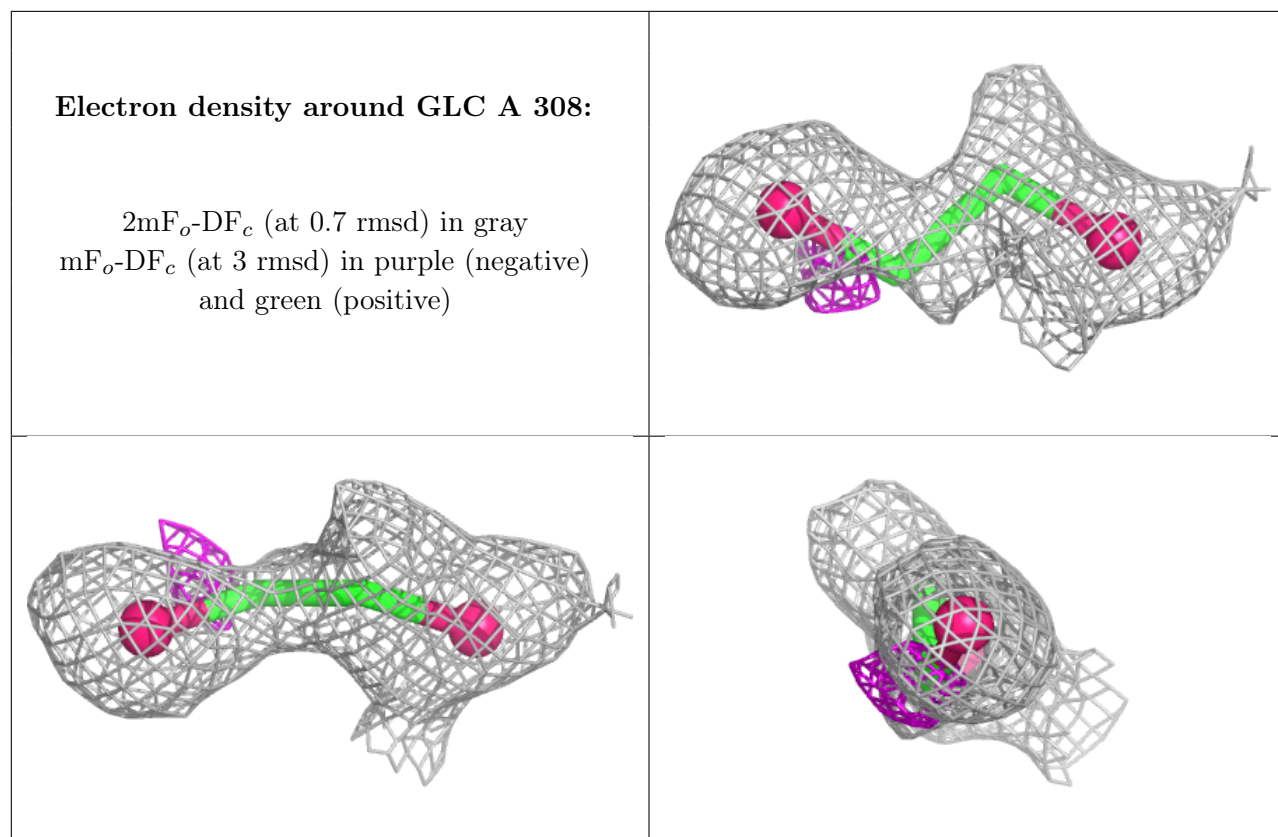 Electron density around GLC A 308:
2mFo-DFc (at 0.7 rmsd) in gray
mFo-DFc (at 3 rmsd) in purple (negative)
and green (positive)